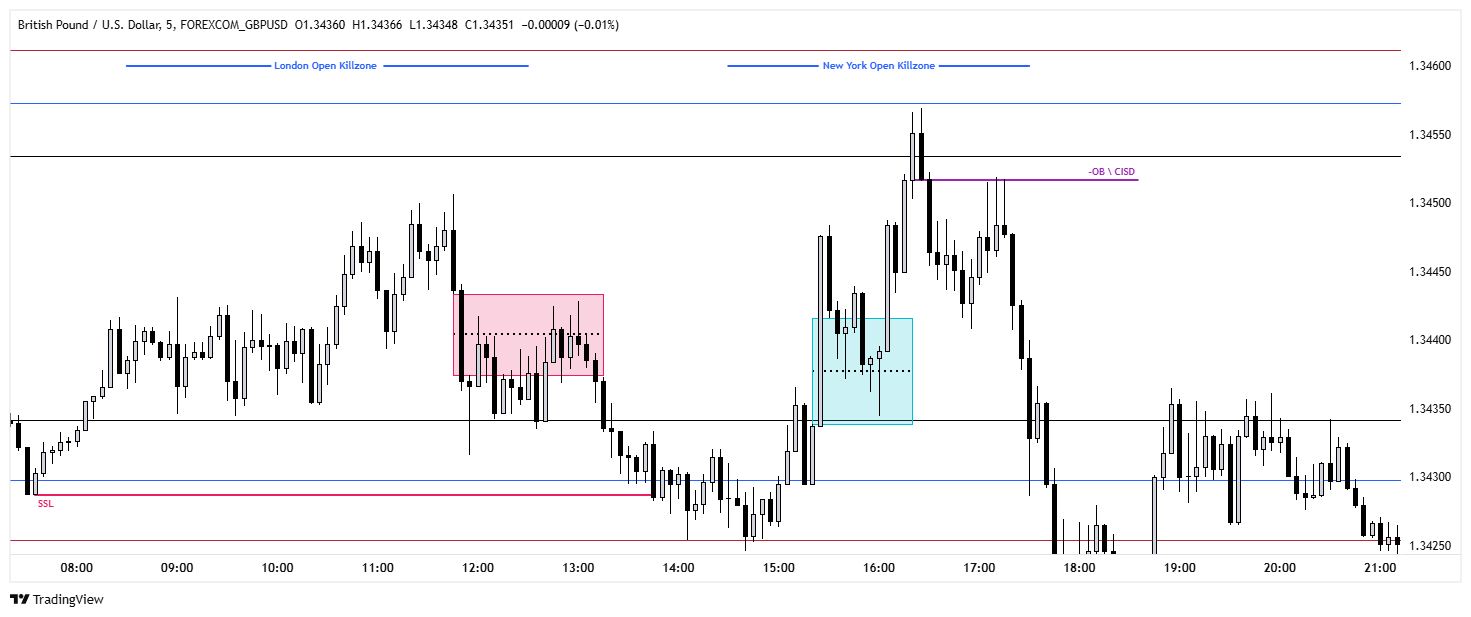 British Pound / U.S. Dollar, 5, FOREXCOM_GBPUSD O1.34360 H1.34366 L1.34348 C1.34351 −0.00009 (−0.01%)
London Open Killzone
New York Open Killzone
1.34600
1.34550
-OB \ CISD
1.34500
1.34450
1.34400
1.34350
1.34300
SSL
1.34250
08:00 09:00 10:00 11:00 12:00 13:00 14:00 15:00 16:00 17:00 18:00 19:00 20:00 21:00
TradingView